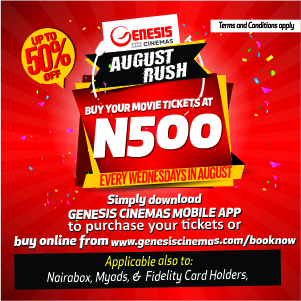 Terms and Conditions apply
UP TO
50%
OFF
GENESIS
CINEMAS
AUGUST
RUSH
BUY YOUR MOVIE TICKETS AT
N500
EVERY WEDNESDAYS IN AUGUST
Simply download
GENESIS CINEMAS MOBILE APP
to purchase your tickets or
buy online from www.genesiscinemas.com/booknow
Applicable also to:
Nairabox, Myads, & Fidelity Card Holders,